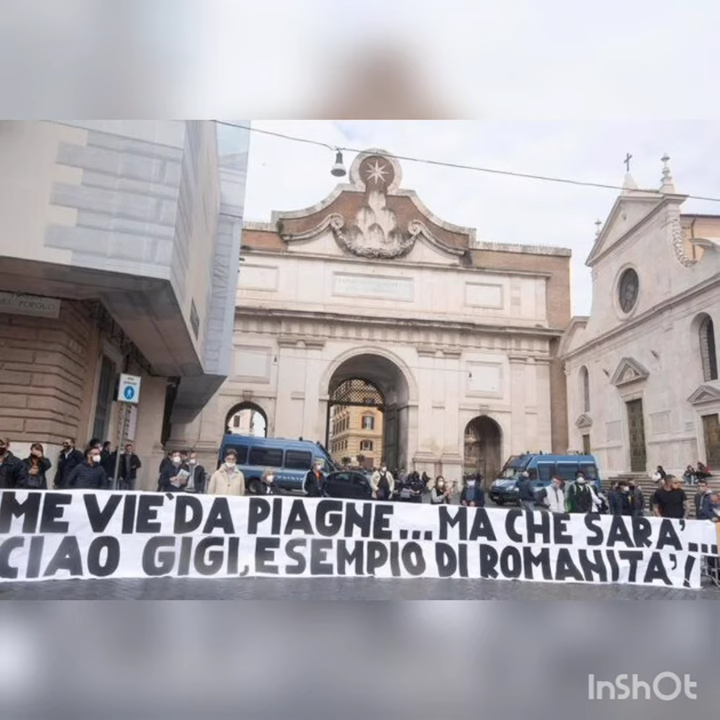 ME VIE' DA PIAGNE...MA CHE SARA'...
CIAO GIGI, ESEMPIO DI ROMANITA'!
InShOt